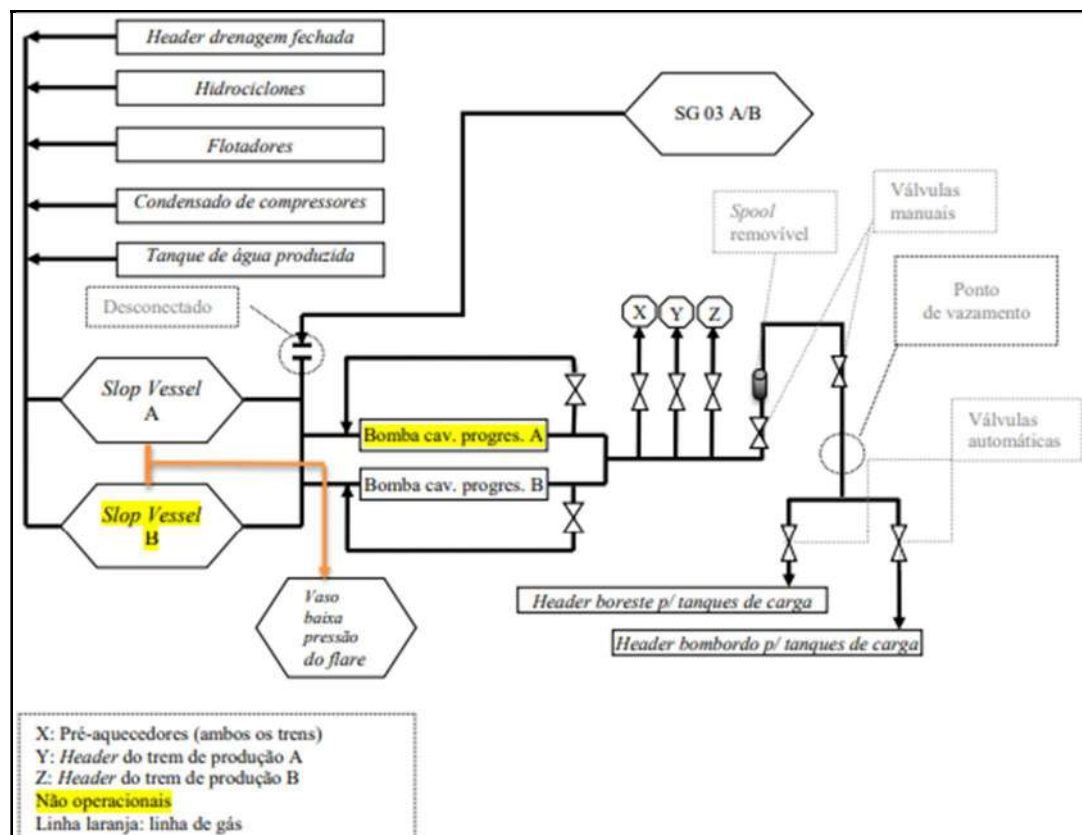 Header drenagem fechada
Hidrociclones
Flotadores
Condensado de compressores
Tanque de água produzida
SG 03 A/B
Spool
removível
Válvulas
manuais
Ponto
de vazamento
Desconectado
X
Y
Z
Slop Vessel
A
Bomba cav. progres. A
Bomba cav. progres. B
Válvulas
automáticas
Slop Vessel
B
Vaso
baixa
pressão
do flare
Header boreste p/ tanques de carga
Header bombordo p/ tanques de carga
X: Pré-aquecedores (ambos os trens)
Y: Header do trem de produção A
Z: Header do trem de produção B
Não operacionais
Linha laranja: linha de gás